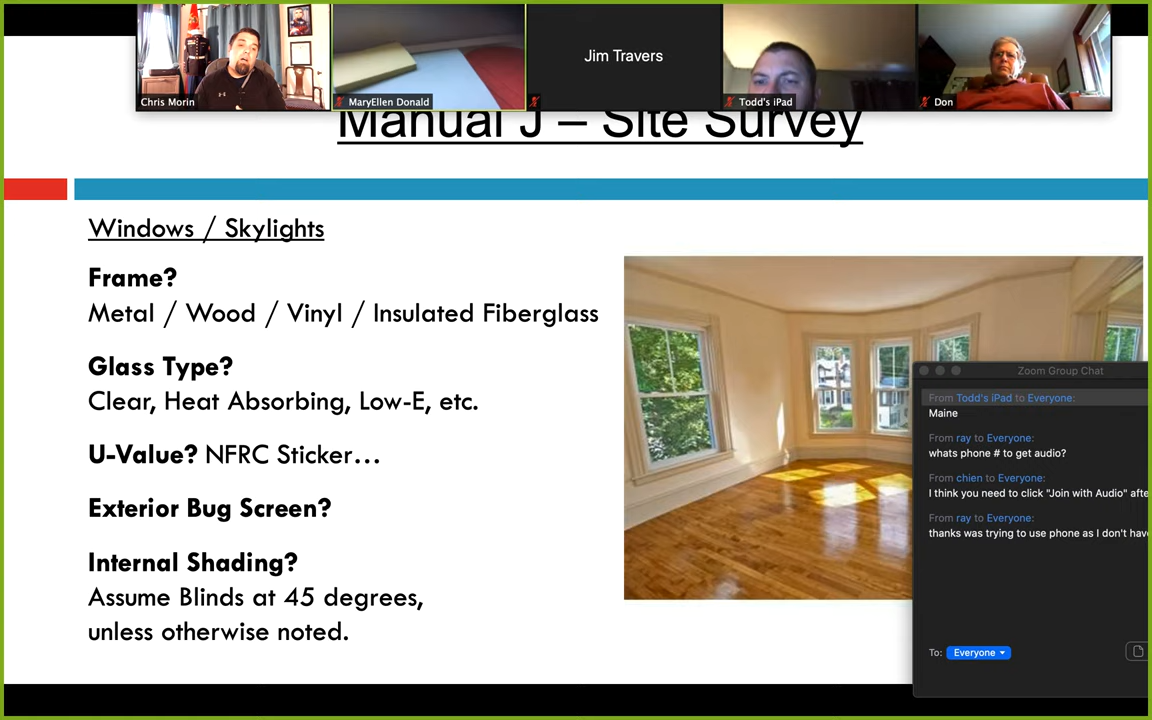 Chris Morin
MaryEllen Donald
Jim Travers
Todd's iPad
Don
Manual J – Site Survey
Windows / Skylights
Frame?
Metal / Wood / Vinyl / Insulated Fiberglass
Glass Type?
Clear, Heat Absorbing, Low-E, etc.
U-Value? NFRC Sticker...
Exterior Bug Screen?
Internal Shading?
Assume Blinds at 45 degrees,
unless otherwise noted.
Zoom Group Chat
From Todd's iPad to Everyone:
Maine
From ray to Everyone:
whats phone # to get audio?
From chien to Everyone:
I think you need to click "Join with Audio" afte
From ray to Everyone:
thanks was trying to use phone as I don't hav
To: Everyone